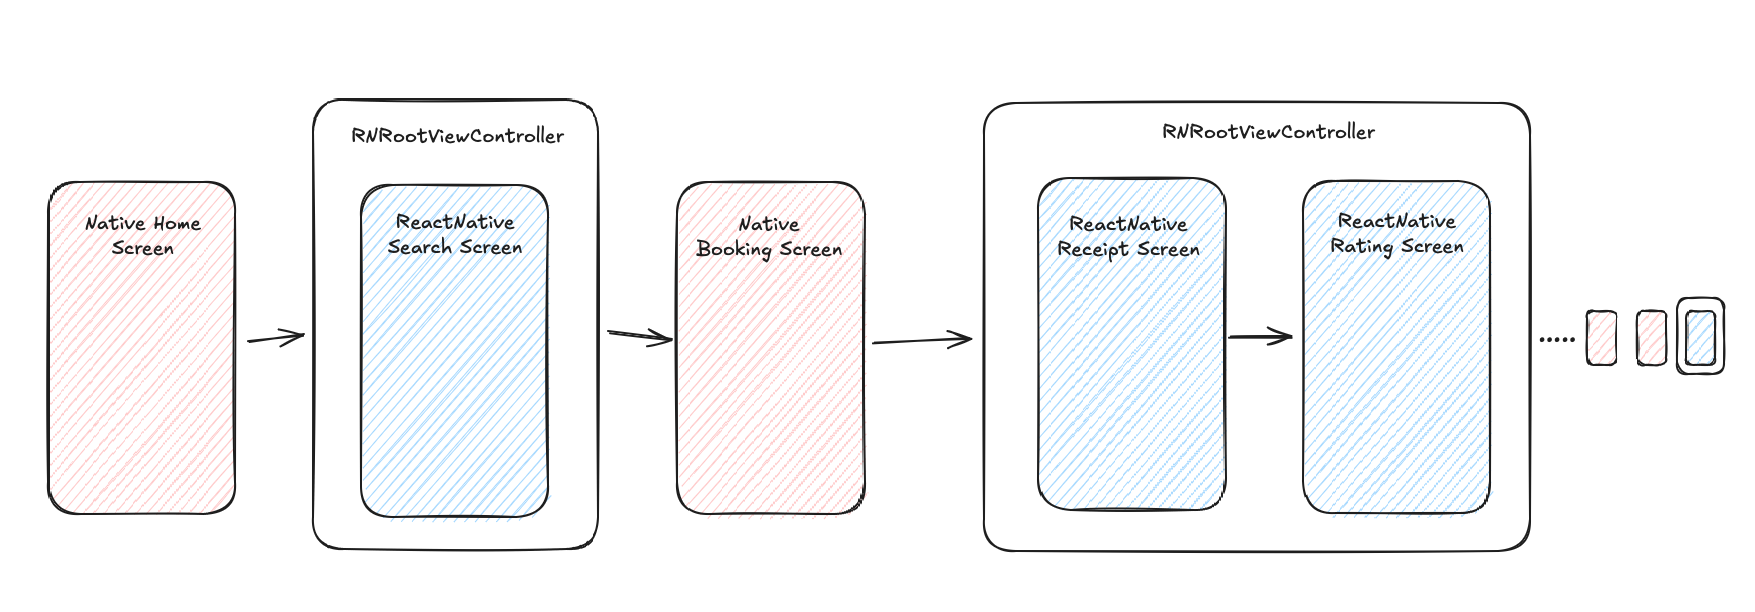 RNRootViewController
RNRootViewController
Native Home
Screen
ReactNative
Search Screen
Native
Booking Screen
ReactNative
Receipt Screen
ReactNative
Rating Screen